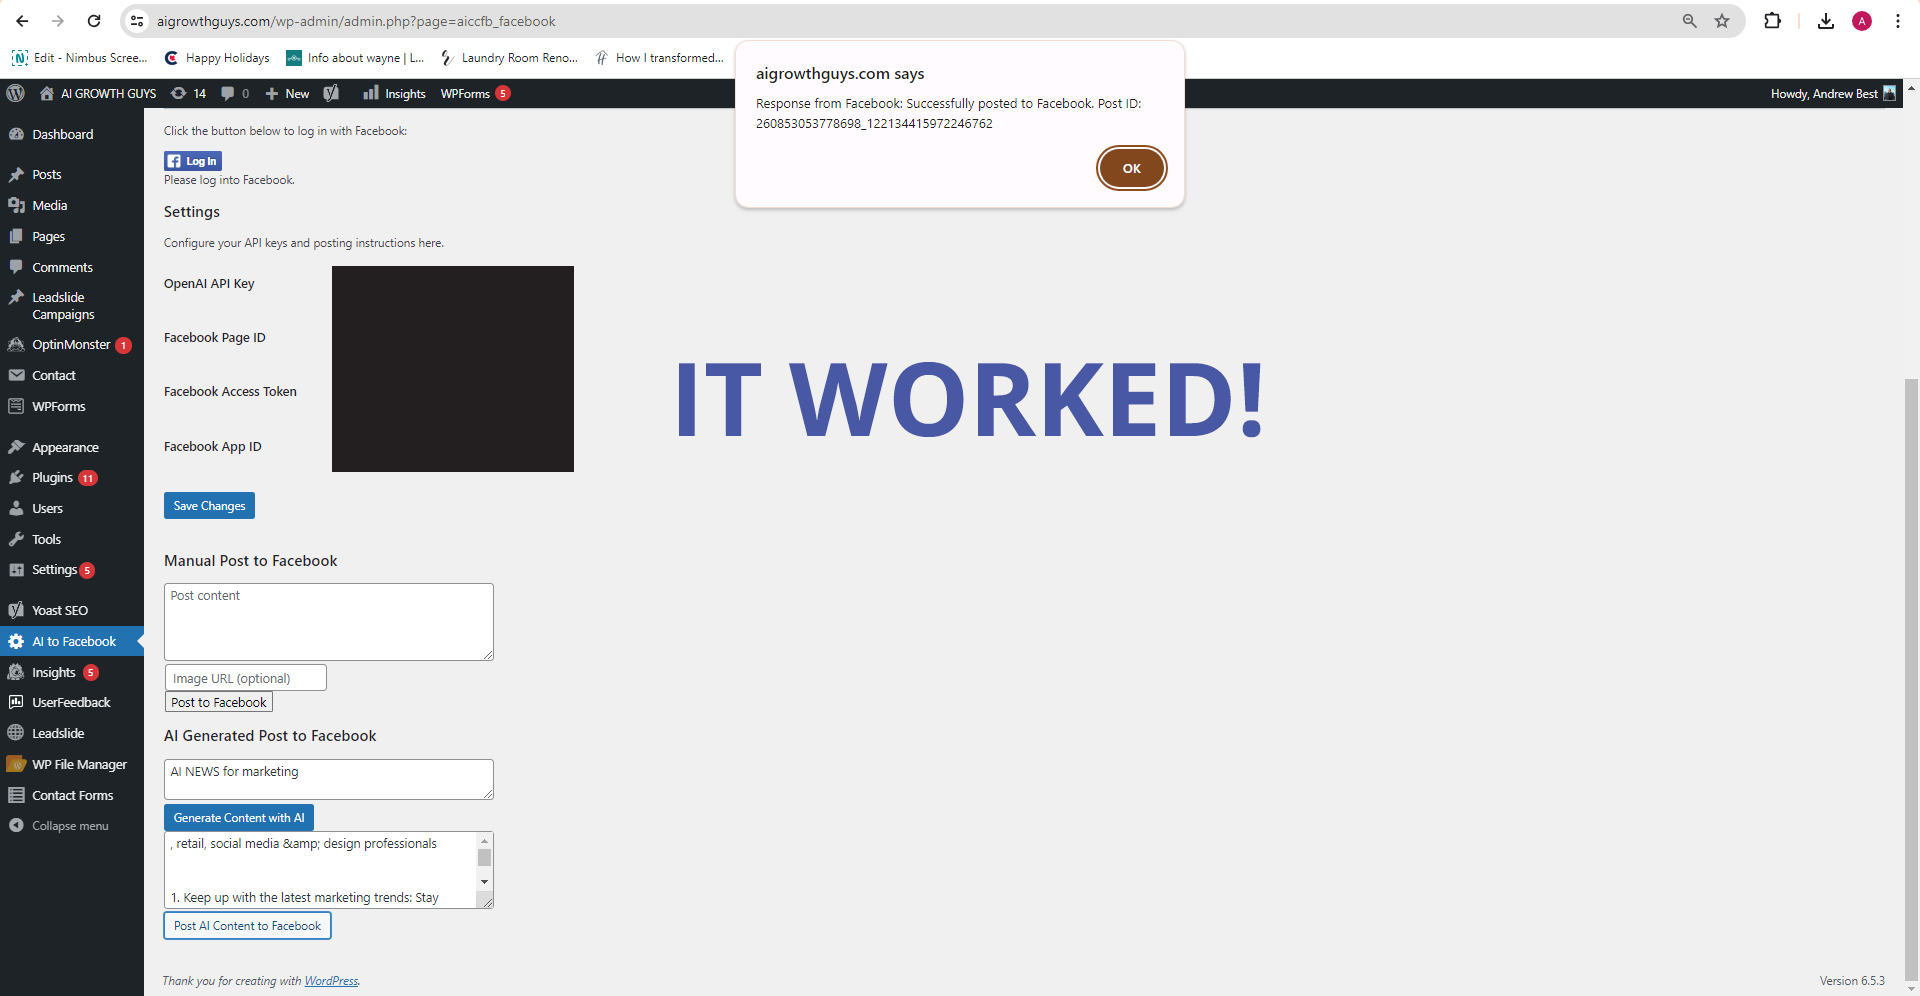 aigrowthguys.com/wp-admin/admin.php?page=aiccfb_facebook
A
Edit - Nimbus Scree...
Happy Holidays
Info about wayne | L...
Laundry Room Reno...
How I transformed...
aigrowthguys.com says
Response from Facebook: Successfully posted to Facebook. Post ID:
260853053778698_122134415972246762
OK
AI GROWTH GUYS
14
0
New
Insights
WPForms 5
Howdy, Andrew Best
Dashboard
Posts
Media
Pages
Comments
Leadslide
Campaigns
OptinMonster 1
Contact
WPForms
Appearance
Plugins 11
Users
Tools
Settings 5
Yoast SEO
AI to Facebook
Insights 5
UserFeedback
Leadslide
WP File Manager
Contact Forms
Collapse menu
Click the button below to log in with Facebook:
Log In
Please log into Facebook.
Settings
Configure your API keys and posting instructions here.
OpenAI API Key
Facebook Page ID
Facebook Access Token
Facebook App ID
IT WORKED!
Save Changes
Manual Post to Facebook
Post content
Image URL (optional)
Post to Facebook
AI Generated Post to Facebook
AI NEWS for marketing
Generate Content with AI
, retail, social media &amp; design professionals
1. Keep up with the latest marketing trends: Stay
Post AI Content to Facebook
Thank you for creating with WordPress.
Version 6.5.3